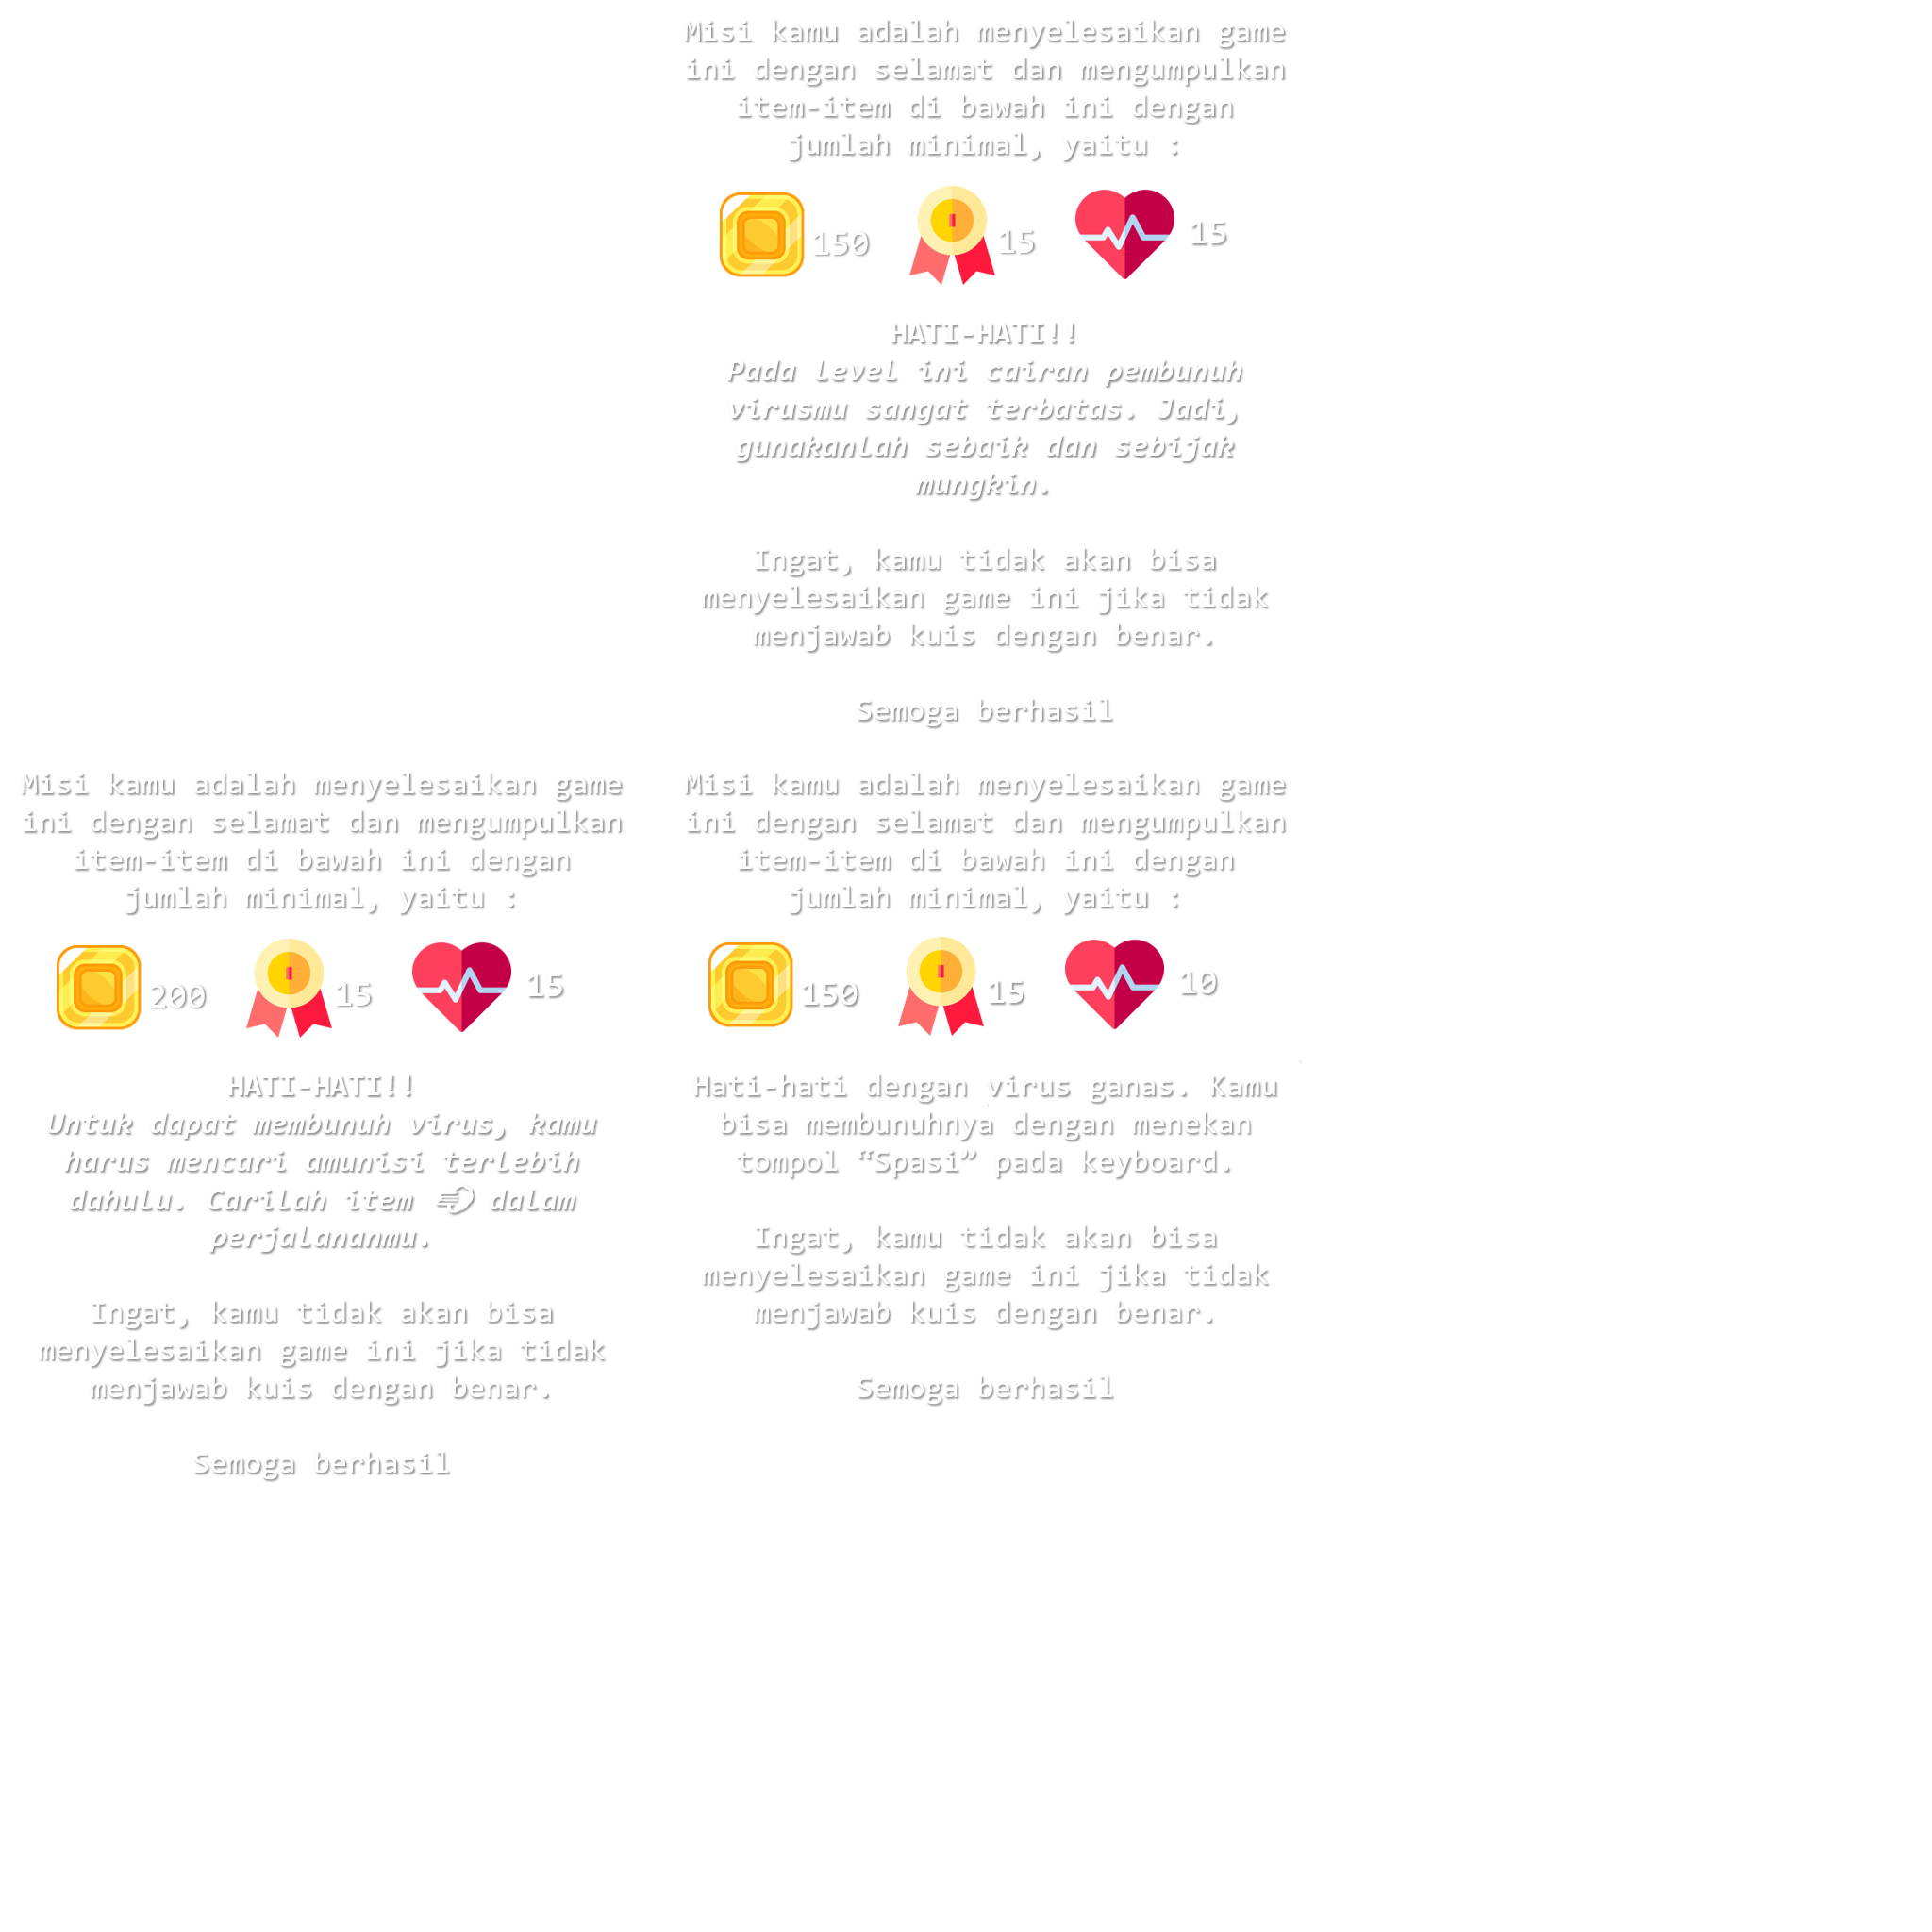 Misi kamu adalah menyelesaikan game
ini dengan selamat dan mengumpulkan
item-item di bawah ini dengan
jumlah minimal, yaitu :
150 15 15
HATI-HATI!!
Pada level ini cairan pembunuh
virusmu sangat terbatas. Jadi,
gunakanlah sebaik dan sebijak
mungkin.
Ingat, kamu tidak akan bisa
menyelesaikan game ini jika tidak
menjawab kuis dengan benar.
Semoga berhasil
Misi kamu adalah menyelesaikan game
ini dengan selamat dan mengumpulkan
item-item di bawah ini dengan
jumlah minimal, yaitu :
200 15 15
HATI-HATI!!
Untuk dapat membunuh virus, kamu
harus mencari amunisi terlebih
dahulu. Carilah item dalam
perjalananmu.
Ingat, kamu tidak akan bisa
menyelesaikan game ini jika tidak
menjawab kuis dengan benar.
Semoga berhasil
Misi kamu adalah menyelesaikan game
ini dengan selamat dan mengumpulkan
item-item di bawah ini dengan
jumlah minimal, yaitu :
150 15 10
Hati-hati dengan virus ganas. Kamu
bisa membunuhnya dengan menekan
tompol “Spasi” pada keyboard.
Ingat, kamu tidak akan bisa
menyelesaikan game ini jika tidak
menjawab kuis dengan benar.
Semoga berhasil